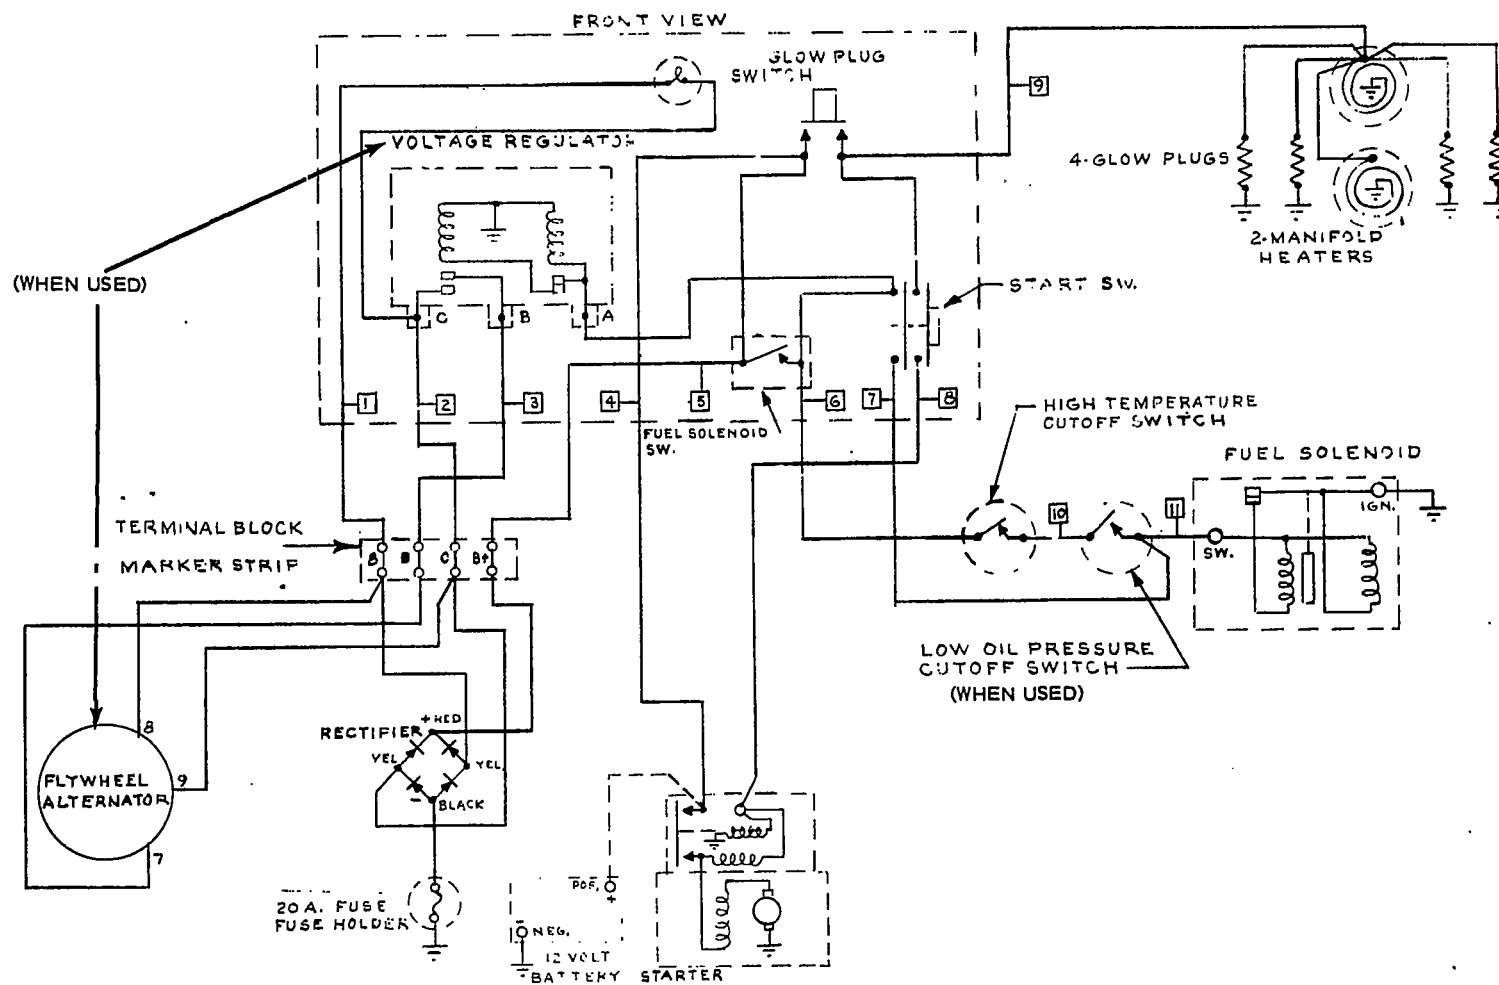 FRONT VIEW
GLOW PLUG
SWITCH
9
VOLTAGE REGULATOR
4-GLOW PLUGS
2-MANIFOLD
HEATERS
(WHEN USED)
START SW.
C
B
A
1
2
3
4
5
6
7
8
FUEL SOLENOID
SW.
HIGH TEMPERATURE
CUTOFF SWITCH
FUEL SOLENOID
IGN.
10
11
SW.
TERMINAL BLOCK
MARKER STRIP
8
B
C
B+
LOW OIL PRESSURE
CUTOFF SWITCH
(WHEN USED)
8
+ RED
RECTIFIER
YEL
YEL
9
FLYWHEEL
ALTERNATOR
- BLACK
7
20 A. FUSE
FUSE HOLDER
POS.
+
-
NEG.
12 VOLT
BATTERY
STARTER